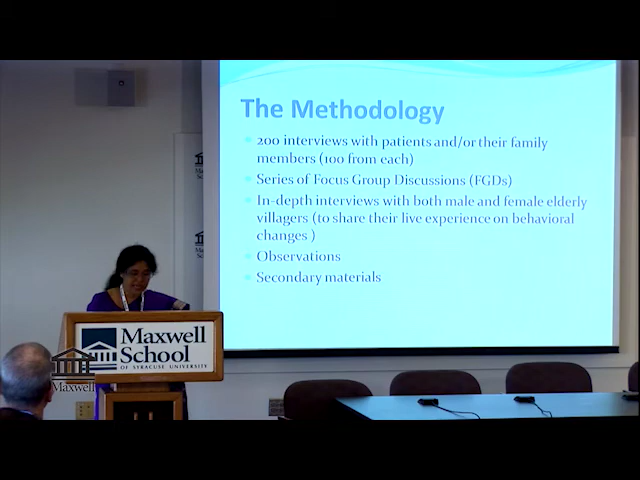 The Methodology
200 interviews with patients and/or their family
members (100 from each)
Series of Focus Group Discussions (FGDs)
In-depth interviews with both male and female elderly
villagers (to share their live experience on behavioral
changes )
Observations
Secondary materials
Maxwell
School
OF SYRACUSE UNIVERSITY
Maxwell